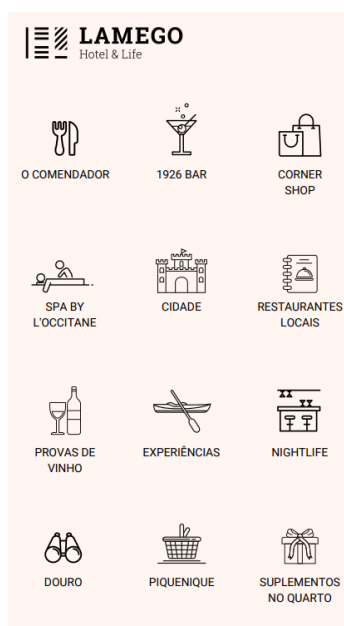 LAMEGO
Hotel & Life
O COMENDADOR
1926 BAR
CORNER
SHOP
SPA BY
L'OCCITANE
CIDADE
RESTAURANTES
LOCAIS
PROVAS DE
VINHO
EXPERIÊNCIAS
NIGHTLIFE
DOURO
PIQUENIQUE
SUPLEMENTOS
NO QUARTO